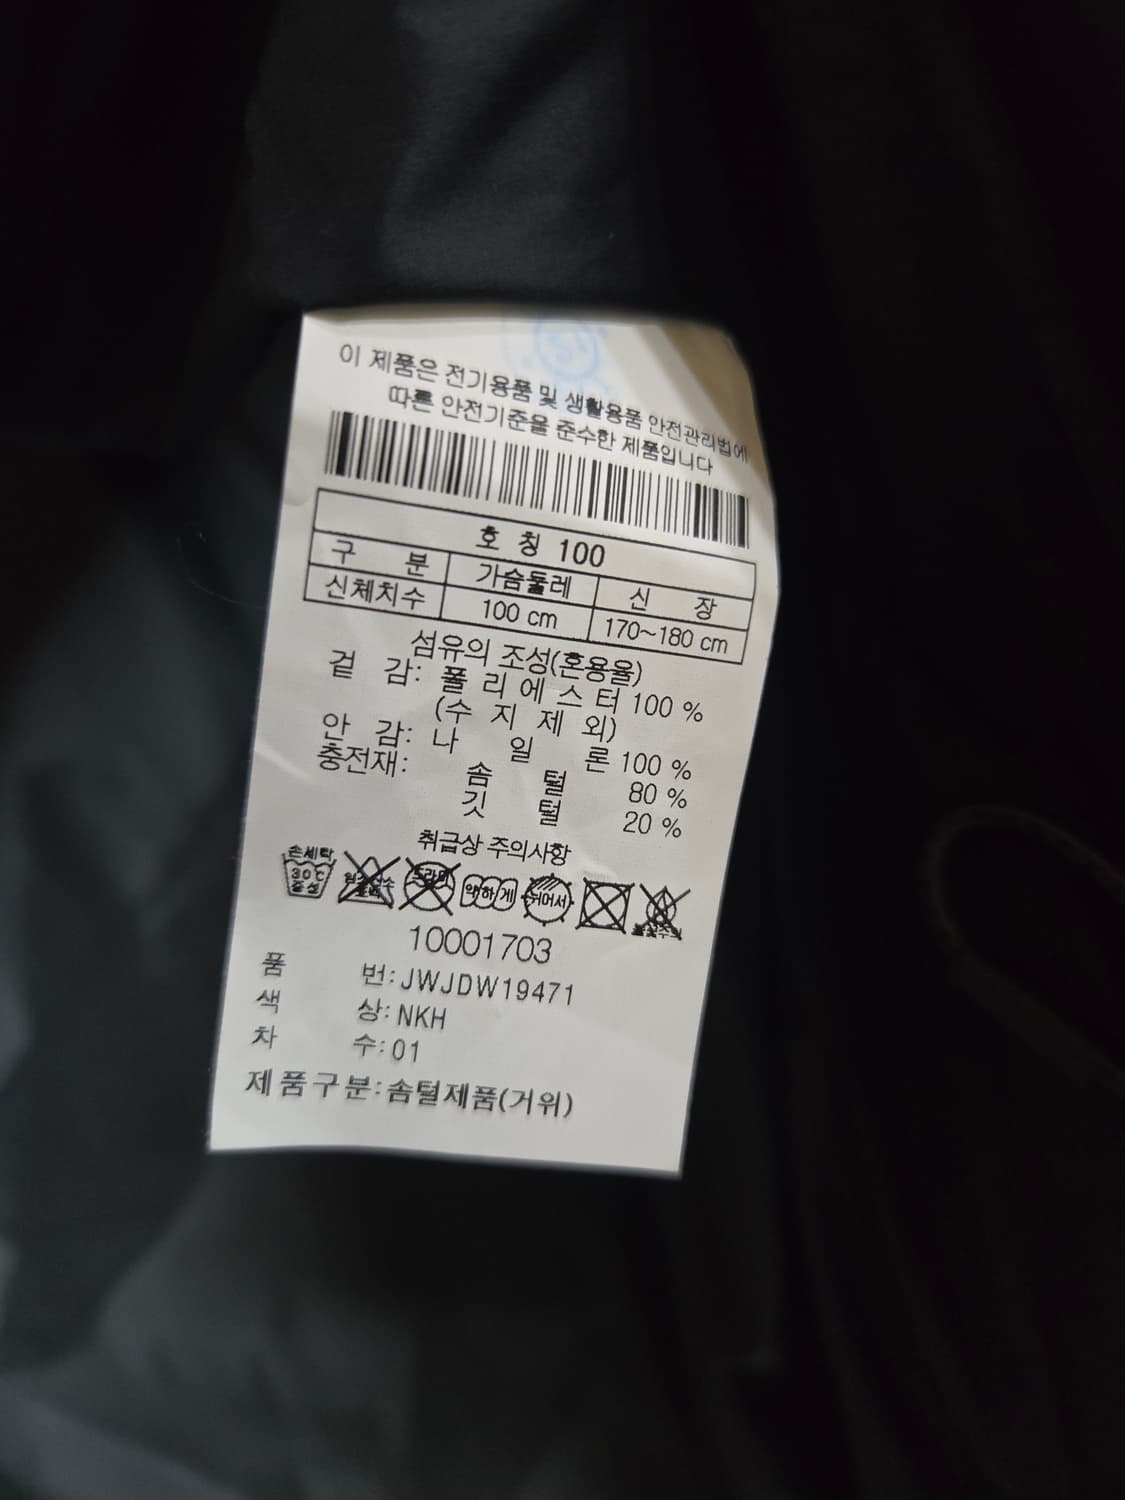 이 제품은 전기용품 및 생활용품 안전관리법에
따른 안전기준을 준수한 제품입니다
호 칭 100
구 분 가슴둘레 신 장
신체치수 100 cm 170~180 cm
섬유의 조성(혼용율)
겉 감: 폴 리 에 스 터 100 %
(수 지 제 외)
안 감: 나 일 론 100 %
충전재: 솜 털 80 %
깃 털 20 %
취급상 주의사항
손세탁
30℃
중성
드라이
약하게
뉘어서
10001703
품 번: JWJDW19471
색 상: NKH
차 수: 01
제품구분: 솜털제품(거위)